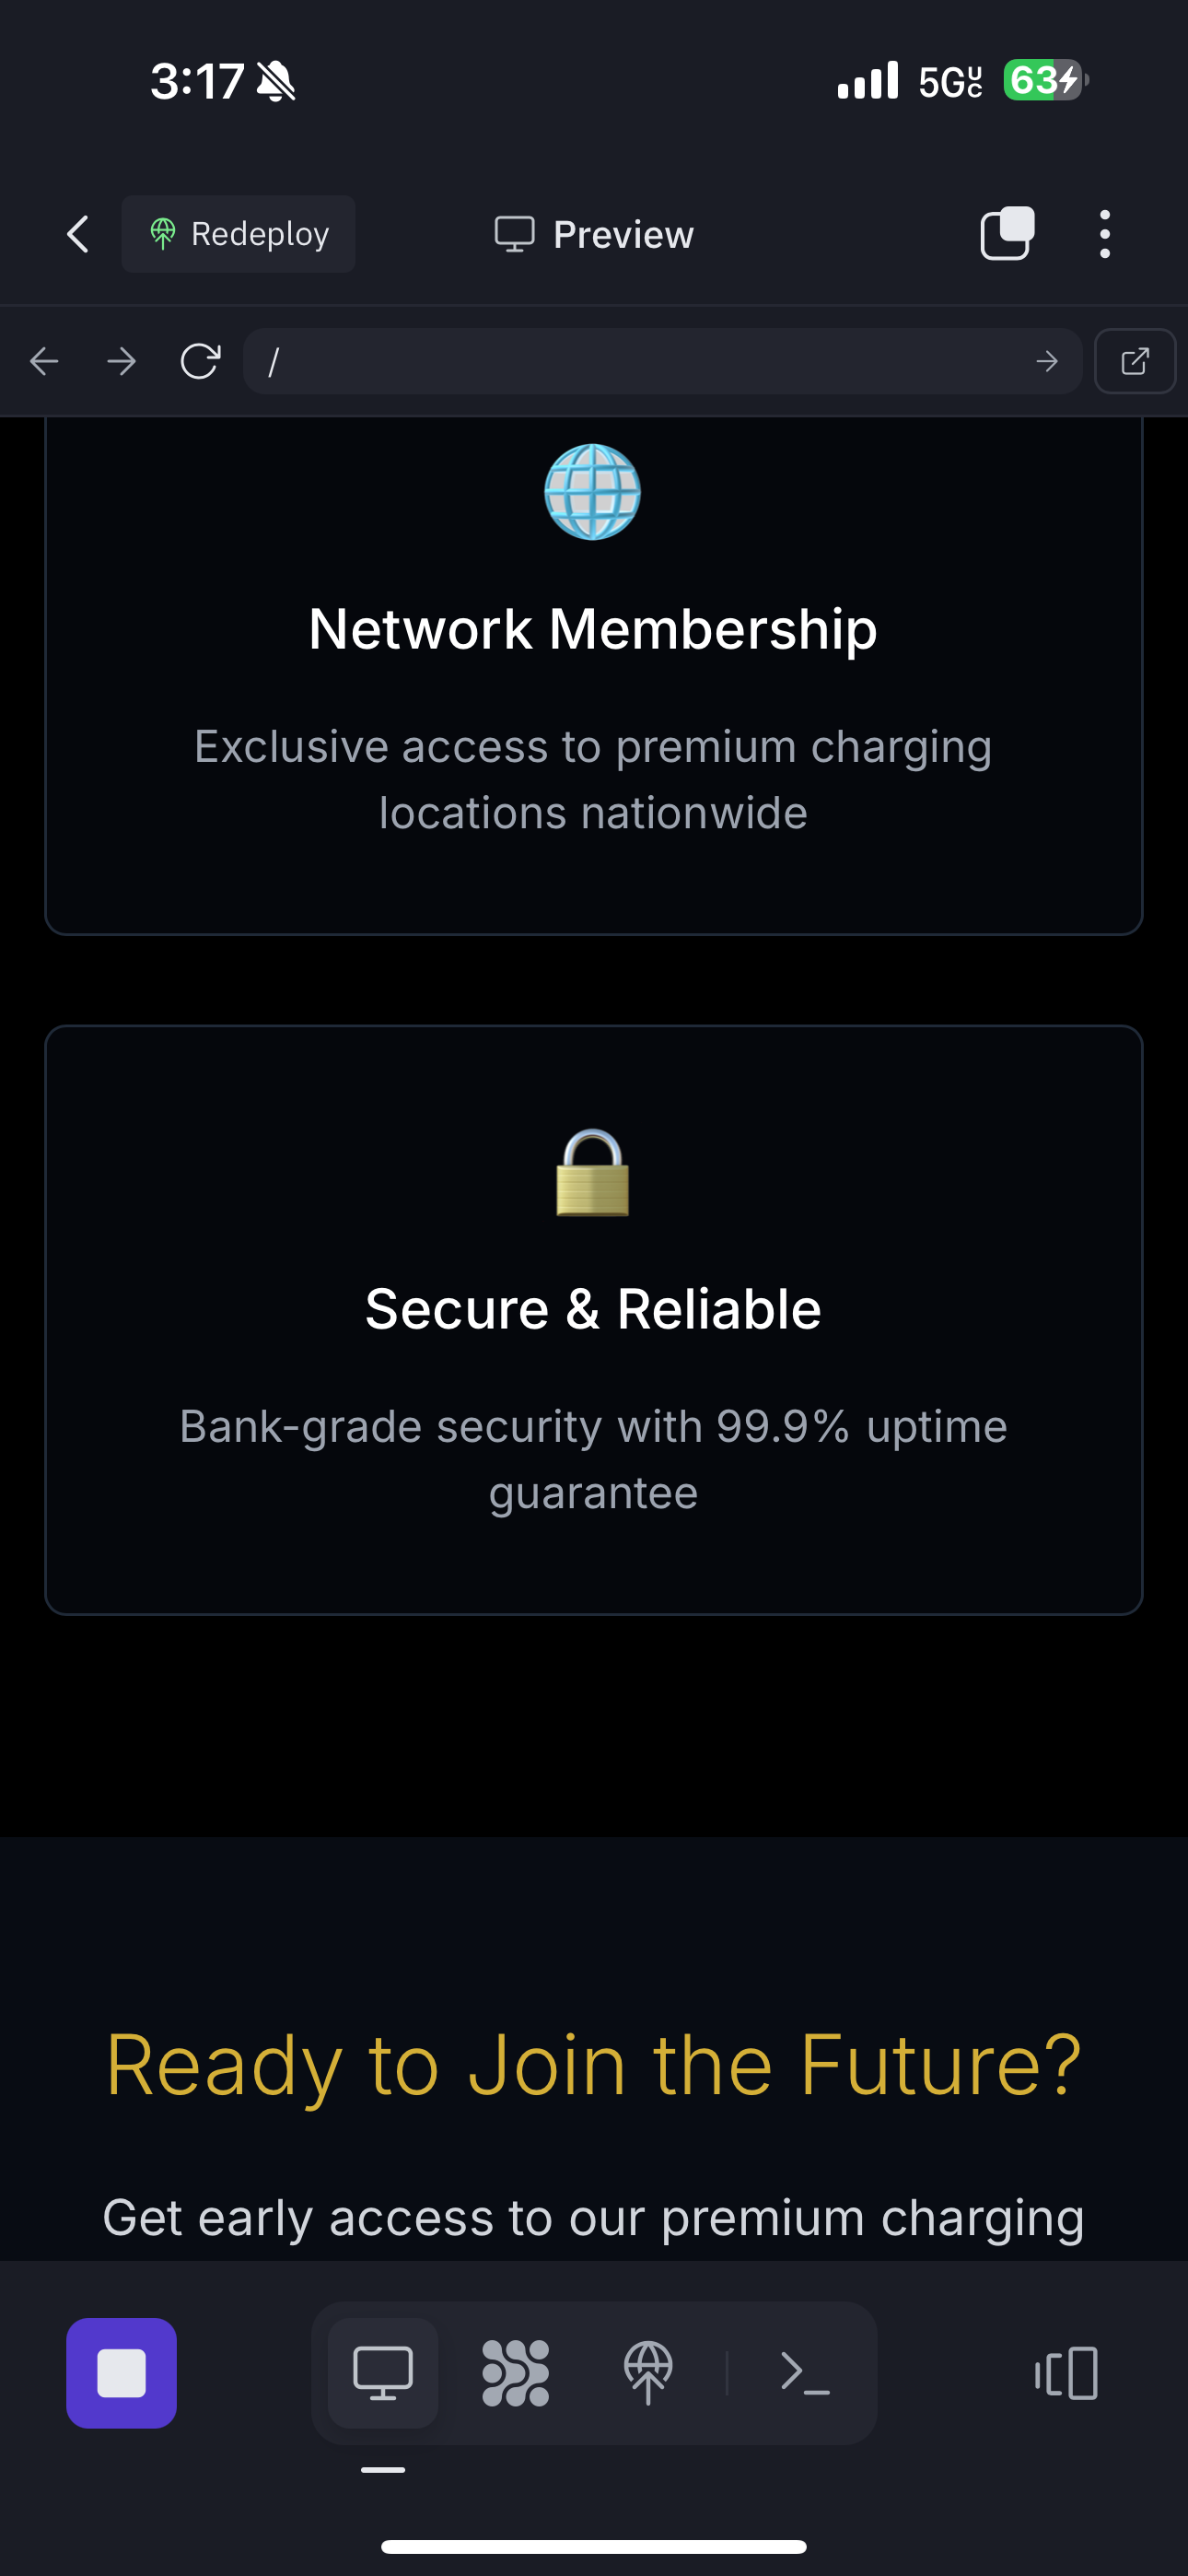 3:17
5G UC
63
Redeploy
Preview
/
Network Membership
Exclusive access to premium charging
locations nationwide
Secure & Reliable
Bank-grade security with 99.9% uptime
guarantee
Ready to Join the Future?
Get early access to our premium charging